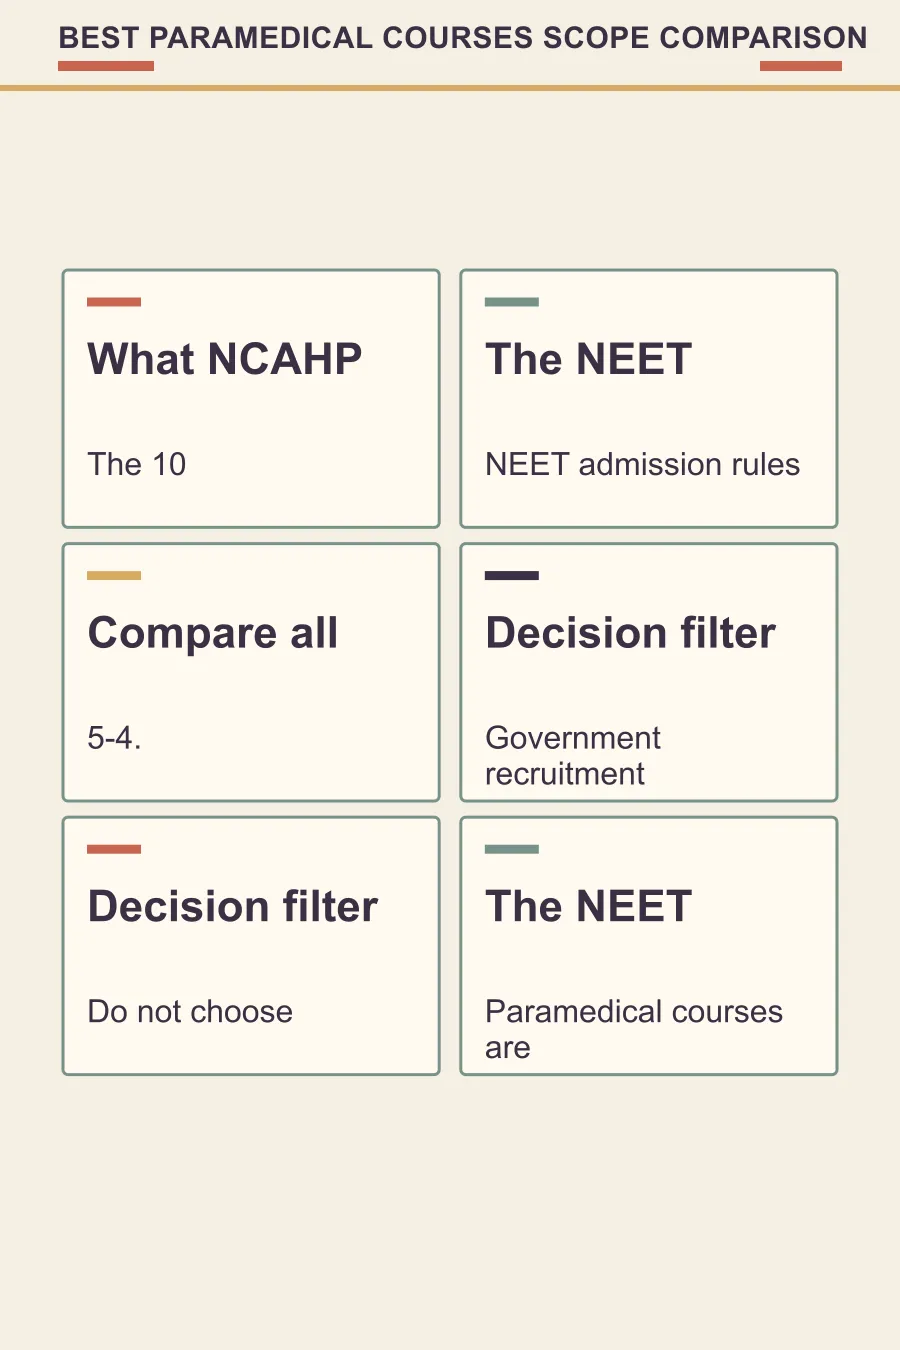 BEST PARAMEDICAL COURSES SCOPE COMPARISON
What NCAHP
The 10
The NEET
NEET admission rules
Compare all
5-4.
Decision filter
Government
recruitment
Decision filter
Do not choose
The NEET
Paramedical courses
are